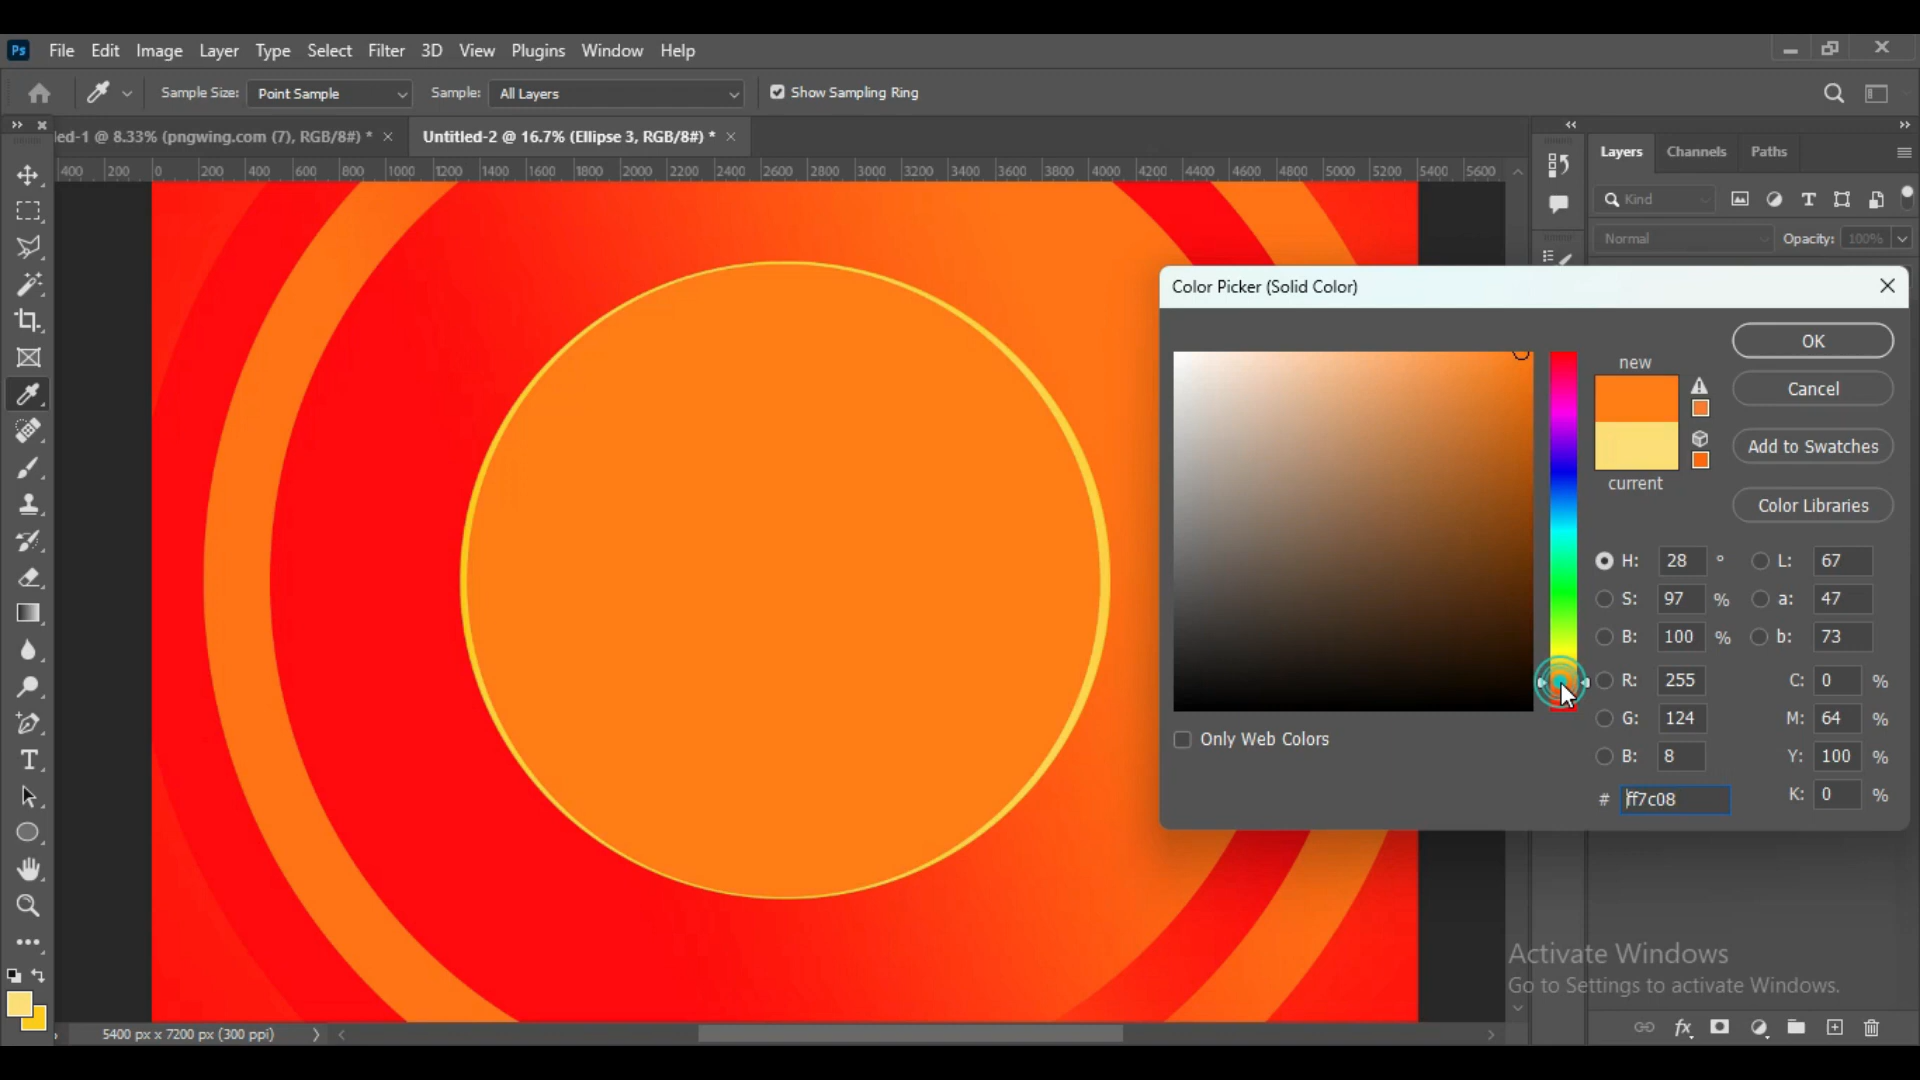 Ps File Edit Image Layer Type Select Filter 3D View Plugins Window Help
Sample Size: Point Sample Sample: All Layers Show Sampling Ring
led-1 @ 8.33% (pngwing.com (7), RGB/8#) * Untitled-2 @ 16.7% (Ellipse 3, RGB/8#) *
400 200 0 200 400 600 800 1000 1200 1400 1600 1800 2000 2200 2400 2600 2800 3000 3200 3400 3600 3800 4000 4200 4400 4600 4800 5000 5200 5400 5600
Layers Channels Paths
Kind
Normal Opacity: 100%
Color Picker (Solid Color)
new
OK
Cancel
Add to Swatches
current
Color Libraries
H: 28 ° L: 67
S: 97 % a: 47
B: 100 % b: 73
R: 255 C: 0 %
G: 124 M: 64 %
Only Web Colors
B: 8 Y: 100 %
# ff7c08 K: 0 %
Activate Windows
Go to Settings to activate Windows.
5400 px x 7200 px (300 ppi)
fx